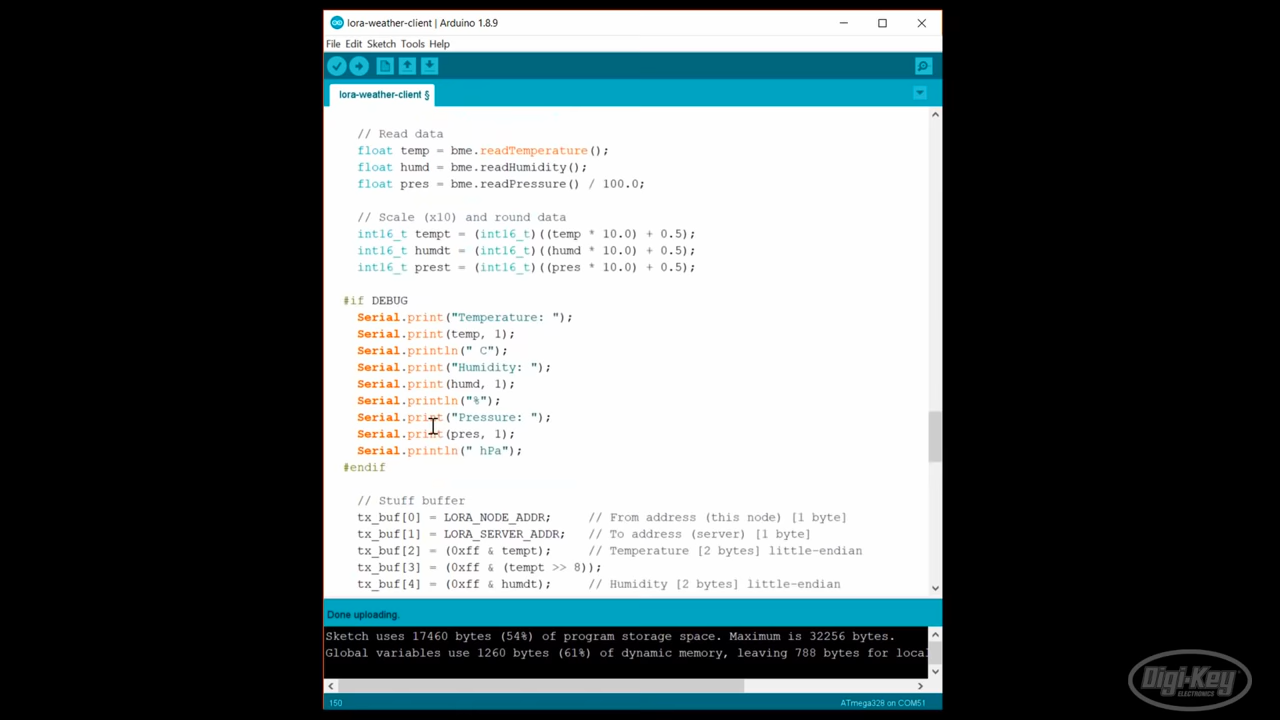 lora-weather-client | Arduino 1.8.9
File Edit Sketch Tools Help
lora-weather-client §
// Read data
float temp = bme.readTemperature();
float humd = bme.readHumidity();
float pres = bme.readPressure() / 100.0;
// Scale (x10) and round data
int16_t tempt = (int16_t)((temp * 10.0) + 0.5);
int16_t humdt = (int16_t)((humd * 10.0) + 0.5);
int16_t prest = (int16_t)((pres * 10.0) + 0.5);
#if DEBUG
Serial.print("Temperature: ");
Serial.print(temp, 1);
Serial.println(" C");
Serial.print("Humidity: ");
Serial.print(humd, 1);
Serial.println("%");
Serial.print("Pressure: ");
Serial.print(pres, 1);
Serial.println(" hPa");
#endif
// Stuff buffer
tx_buf[0] = LORA_NODE_ADDR; // From address (this node) [1 byte]
tx_buf[1] = LORA_SERVER_ADDR; // To address (server) [1 byte]
tx_buf[2] = (0xff & tempt); // Temperature [2 bytes] little-endian
tx_buf[3] = (0xff & (tempt >> 8));
tx_buf[4] = (0xff & humdt); // Humidity [2 bytes] little-endian
Done uploading.
Sketch uses 17460 bytes (54%) of program storage space. Maximum is 32256 bytes.
Global variables use 1260 bytes (61%) of dynamic memory, leaving 788 bytes for loca
150
ATmega328 on COM51
Digi-Key
ELECTRONICS